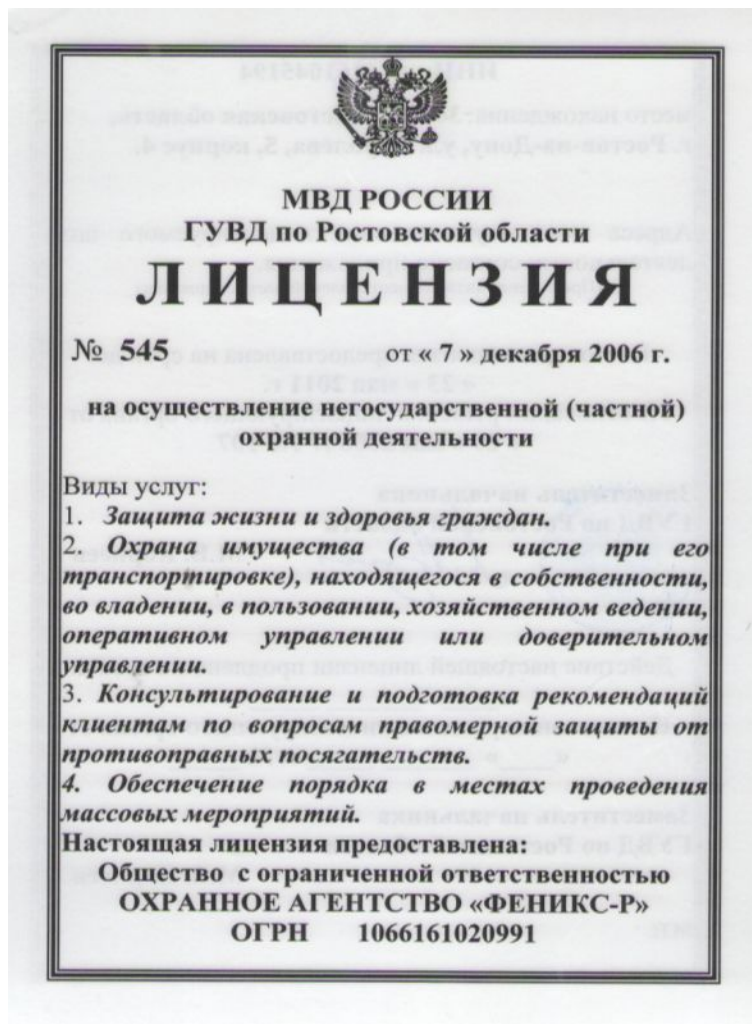 МВД РОССИИ
ГУВД по Ростовской области
ЛИЦЕНЗИЯ
№ 545 от « 7 » декабря 2006 г.
на осуществление негосударственной (частной)
охранной деятельности
Виды услуг:
1. Защита жизни и здоровья граждан.
2. Охрана имущества (в том числе при его
транспортировке), находящегося в собственности,
во владении, в пользовании, хозяйственном ведении,
оперативном управлении или доверительном
управлении.
3. Консультирование и подготовка рекомендаций
клиентам по вопросам правомерной защиты от
противоправных посягательств.
4. Обеспечение порядка в местах проведения
массовых мероприятий.
Настоящая лицензия предоставлена:
Общество с ограниченной ответственностью
ОХРАННОЕ АГЕНТСТВО «ФЕНИКС-Р»
ОГРН 1066161020991